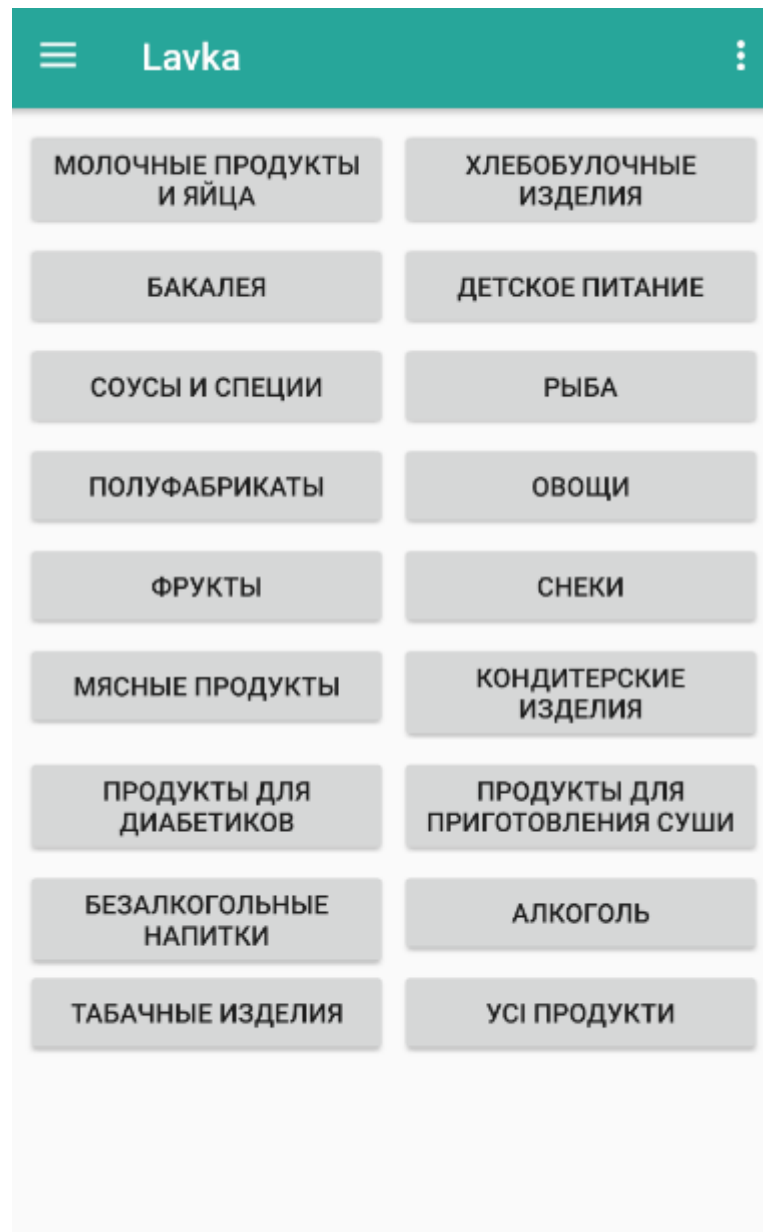 Lavka
МОЛОЧНЫЕ ПРОДУКТЫ
И ЯЙЦА
ХЛЕБОБУЛОЧНЫЕ
ИЗДЕЛИЯ
БАКАЛЕЯ
ДЕТСКОЕ ПИТАНИЕ
СОУСЫ И СПЕЦИИ
РЫБА
ПОЛУФАБРИКАТЫ
ОВОЩИ
ФРУКТЫ
СНЕКИ
МЯСНЫЕ ПРОДУКТЫ
КОНДИТЕРСКИЕ
ИЗДЕЛИЯ
ПРОДУКТЫ ДЛЯ
ДИАБЕТИКОВ
ПРОДУКТЫ ДЛЯ
ПРИГОТОВЛЕНИЯ СУШИ
БЕЗАЛКОГОЛЬНЫЕ
НАПИТКИ
АЛКОГОЛЬ
ТАБАЧНЫЕ ИЗДЕЛИЯ
УСІ ПРОДУКТИ